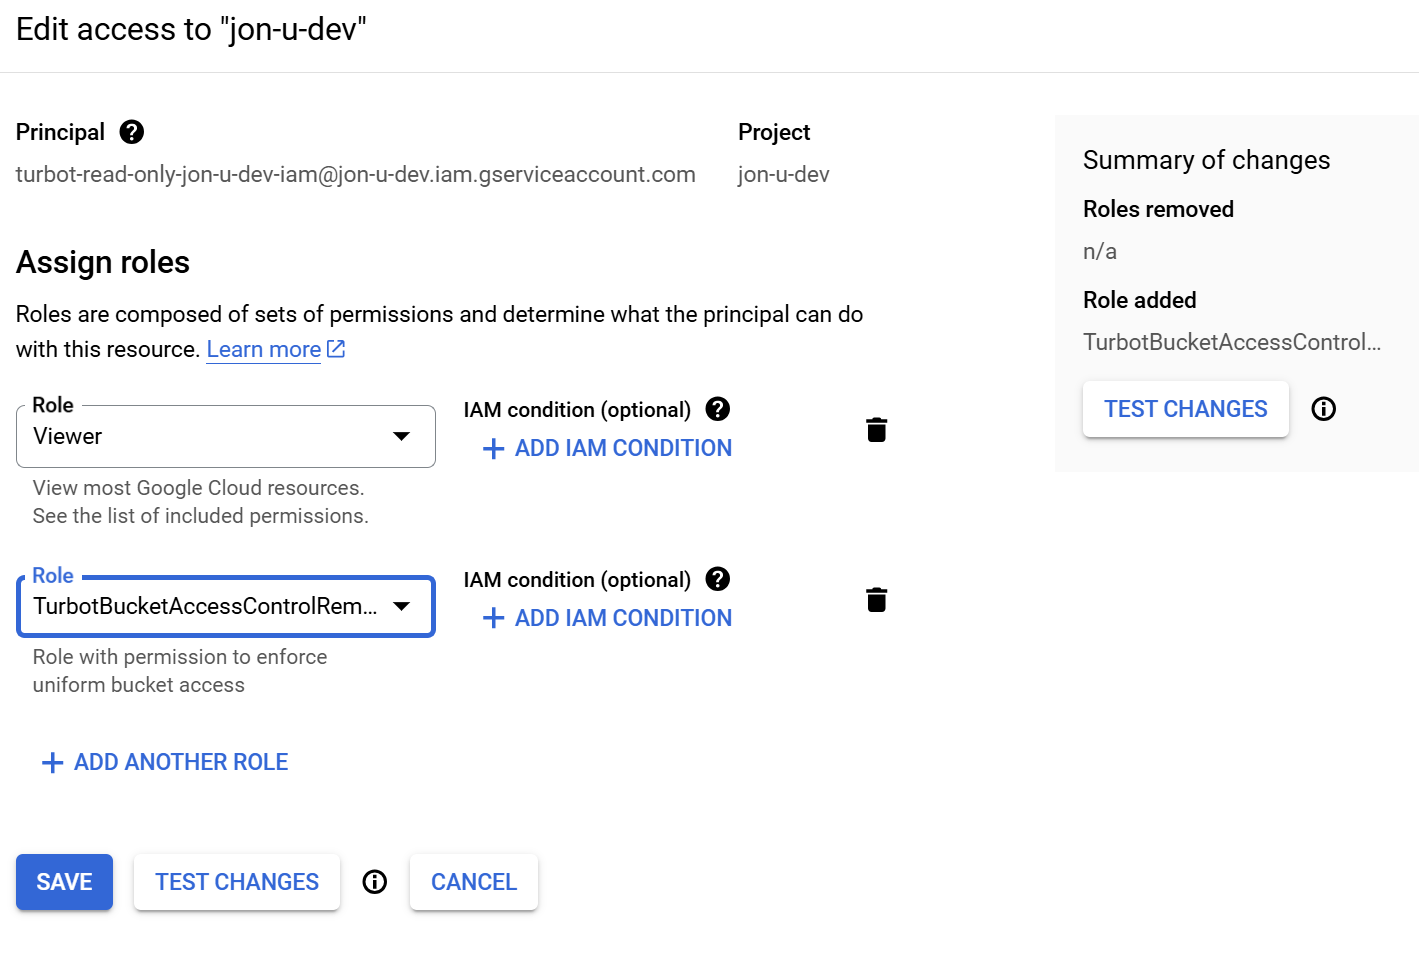 Edit access to "jon-u-dev"
Principal
turbot-read-only-jon-u-dev-iam@jon-u-dev.iam.gserviceaccount.com
Project
jon-u-dev
Assign roles
Roles are composed of sets of permissions and determine what the principal can do
with this resource. Learn more
Role
Viewer
IAM condition (optional)
ADD IAM CONDITION
View most Google Cloud resources.
See the list of included permissions.
Role
TurbotBucketAccessControlRem...
IAM condition (optional)
ADD IAM CONDITION
Role with permission to enforce
uniform bucket access
ADD ANOTHER ROLE
SAVE
TEST CHANGES
CANCEL
Summary of changes
Roles removed
n/a
Role added
TurbotBucketAccessControl...
TEST CHANGES